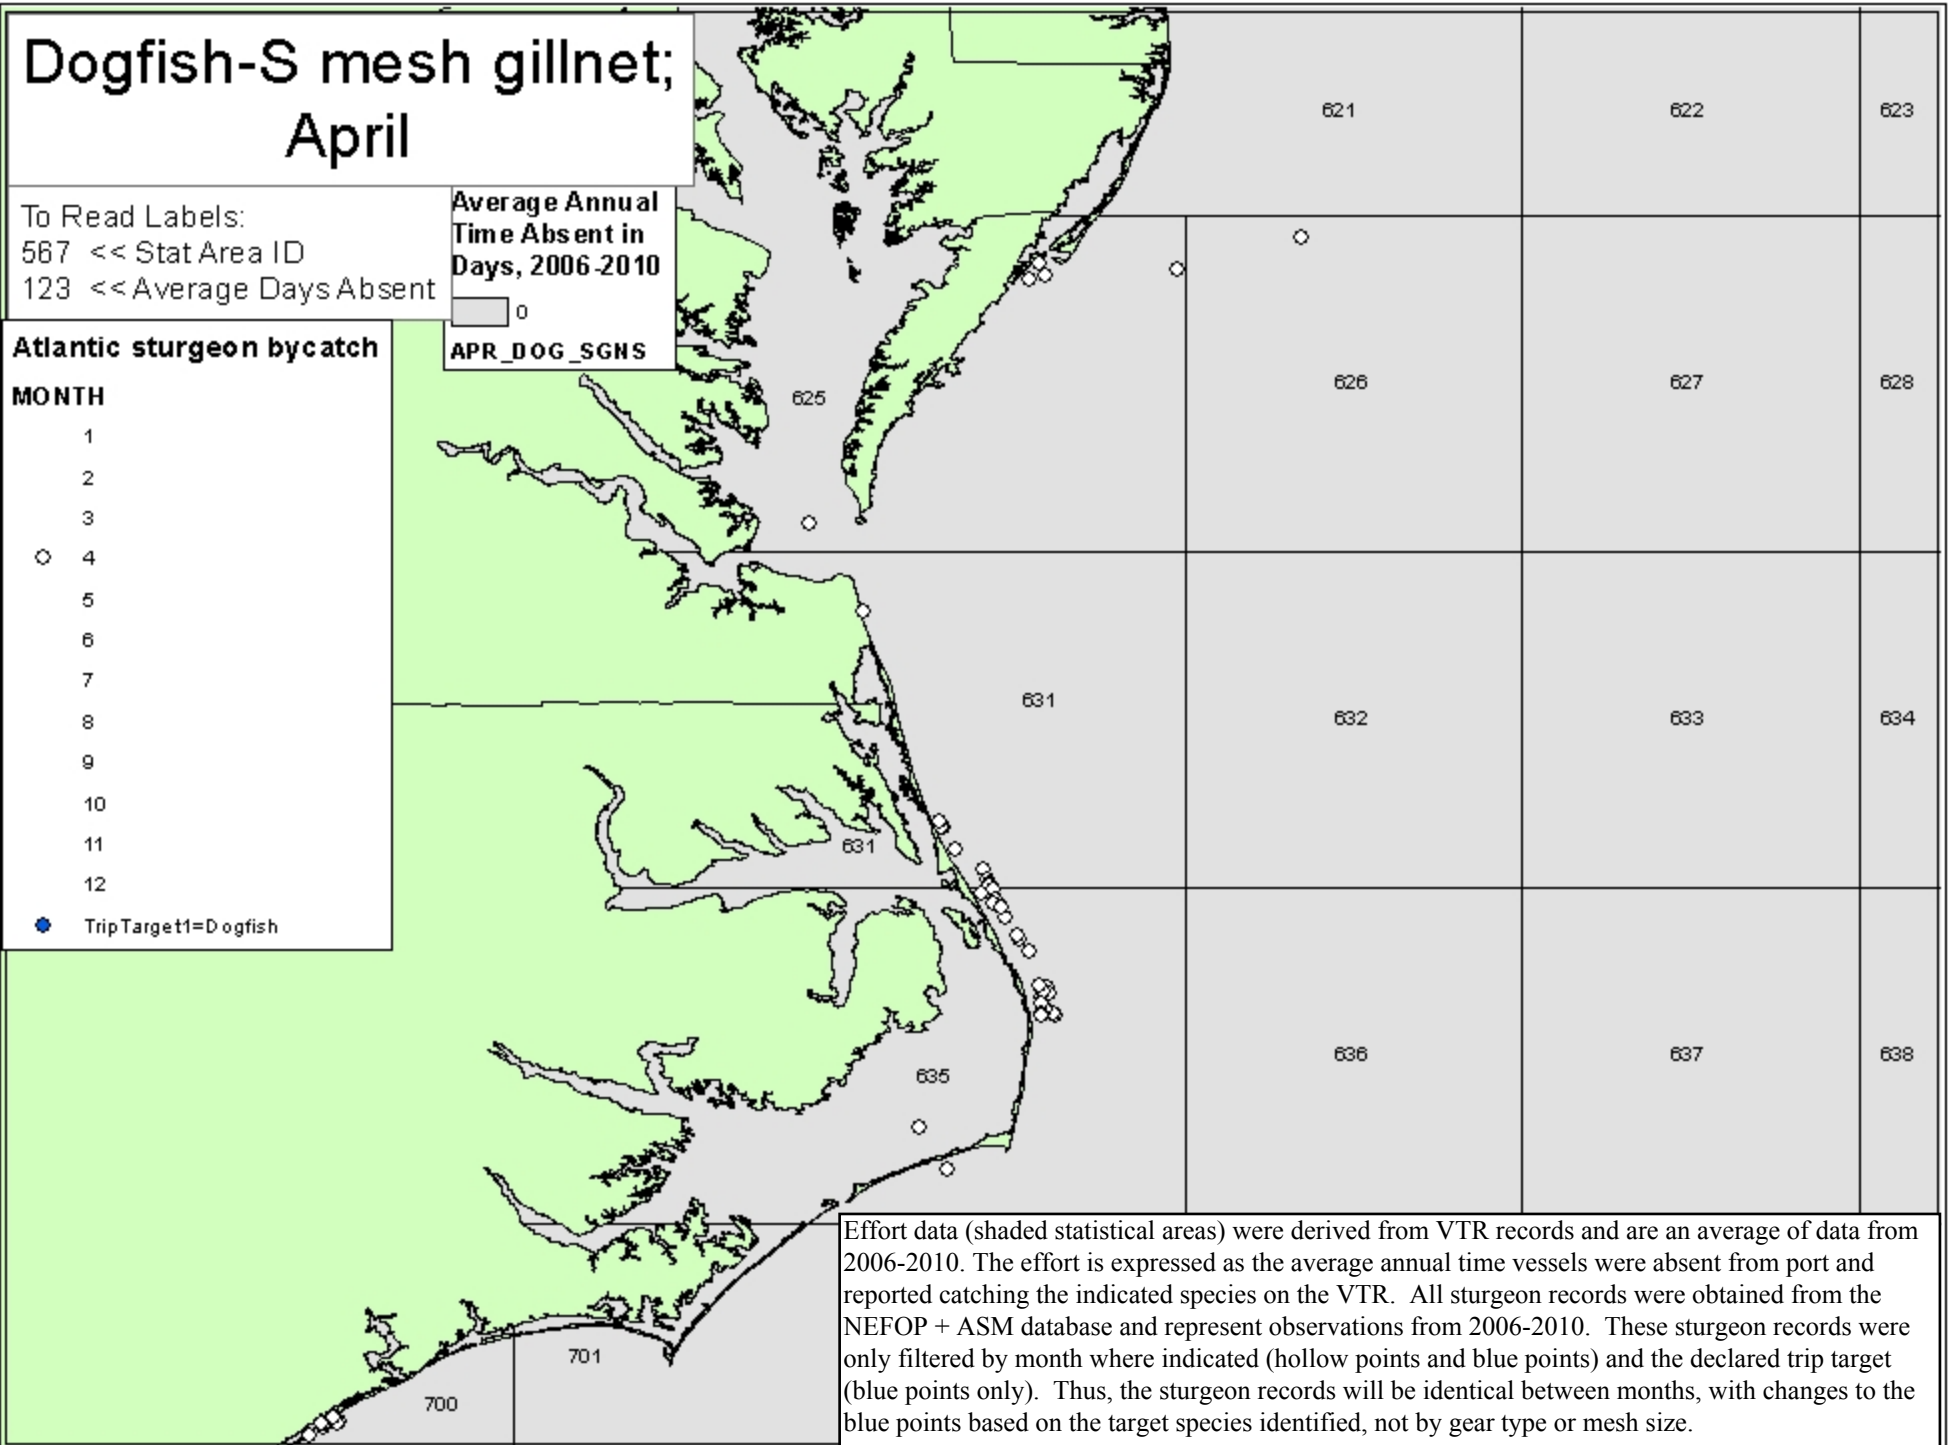 Dogfish-S mesh gillnet;
April
To Read Labels:
567 << Stat Area ID
123 << Average Days Absent
Average Annual
Time Absent in
Days, 2006-2010
0
APR_DOG_SGNS
Atlantic sturgeon bycatch
MONTH
1
2
3
4
5
6
7
8
9
10
11
12
TripTarget1=Dogfish
621
622
623
625
626
627
628
631
632
633
634
631
635
636
637
638
701
700
Effort data (shaded statistical areas) were derived from VTR records and are an average of data from
2006-2010. The effort is expressed as the average annual time vessels were absent from port and
reported catching the indicated species on the VTR.  All sturgeon records were obtained from the
NEFOP + ASM database and represent observations from 2006-2010.  These sturgeon records were
only filtered by month where indicated (hollow points and blue points) and the declared trip target
(blue points only).  Thus, the sturgeon records will be identical between months, with changes to the
blue points based on the target species identified, not by gear type or mesh size.